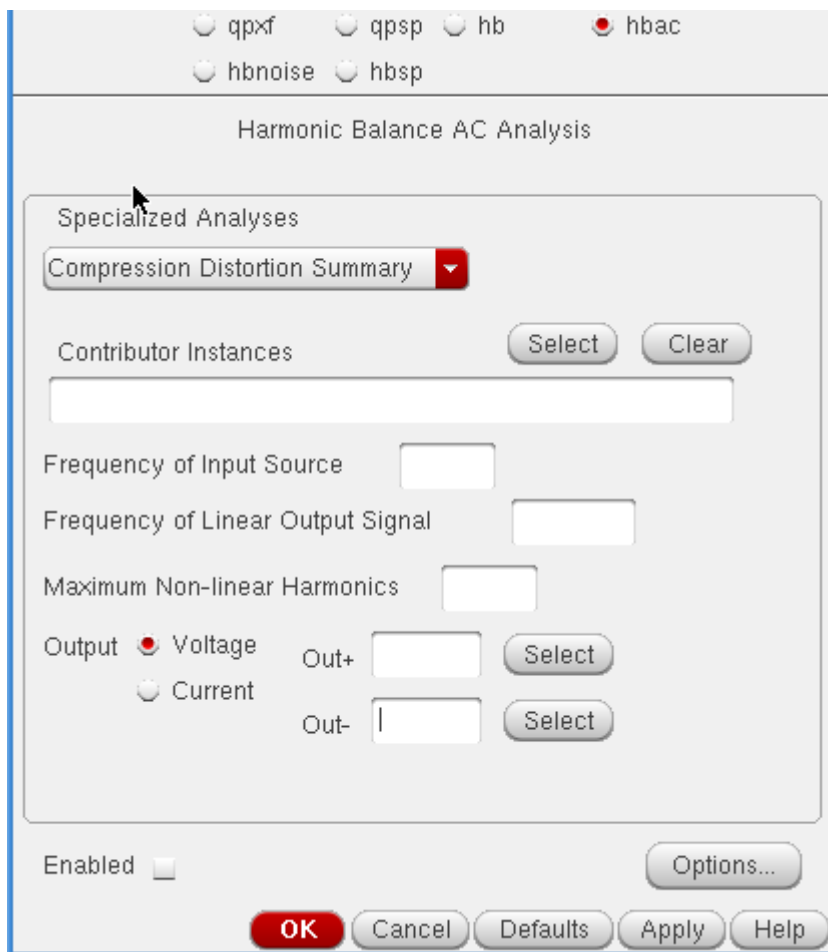 qpxf qpsp hb hbac
hbnoise hbsp
Harmonic Balance AC Analysis
Specialized Analyses
Compression Distortion Summary
Contributor Instances Select Clear
Frequency of Input Source
Frequency of Linear Output Signal
Maximum Non-linear Harmonics
Output Voltage Out+ Select
Current
Out- Select
Enabled Options...
OK Cancel Defaults Apply Help